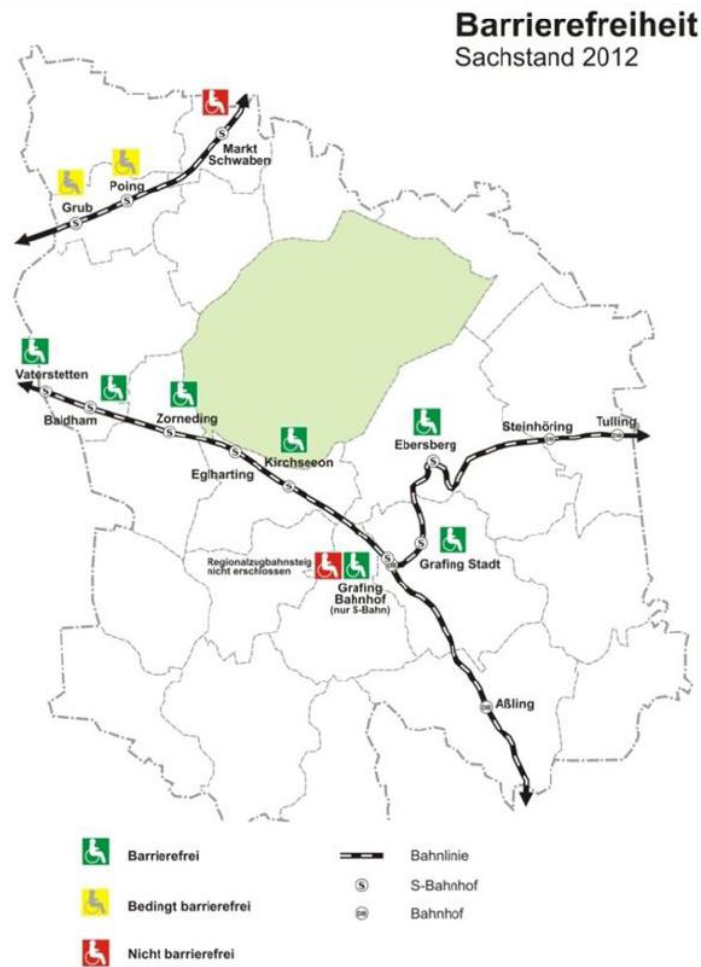 Barrierefreiheit
Sachstand 2012
Markt
Schwaben
Poing
Grub
Vaterstetten
Baldham
Zorneding
Eglharting
Kirchseeon
Ebersberg
Steinhöring
Tulling
Grafing Stadt
Regionalzugbahnsteig
nicht erschlossen
Grafing
Bahnhof
(nur S-Bahn)
Aßling
Barrierefrei
Bahnlinie
S
S-Bahnhof
Bedingt barrierefrei
DB
Bahnhof
Nicht barrierefrei